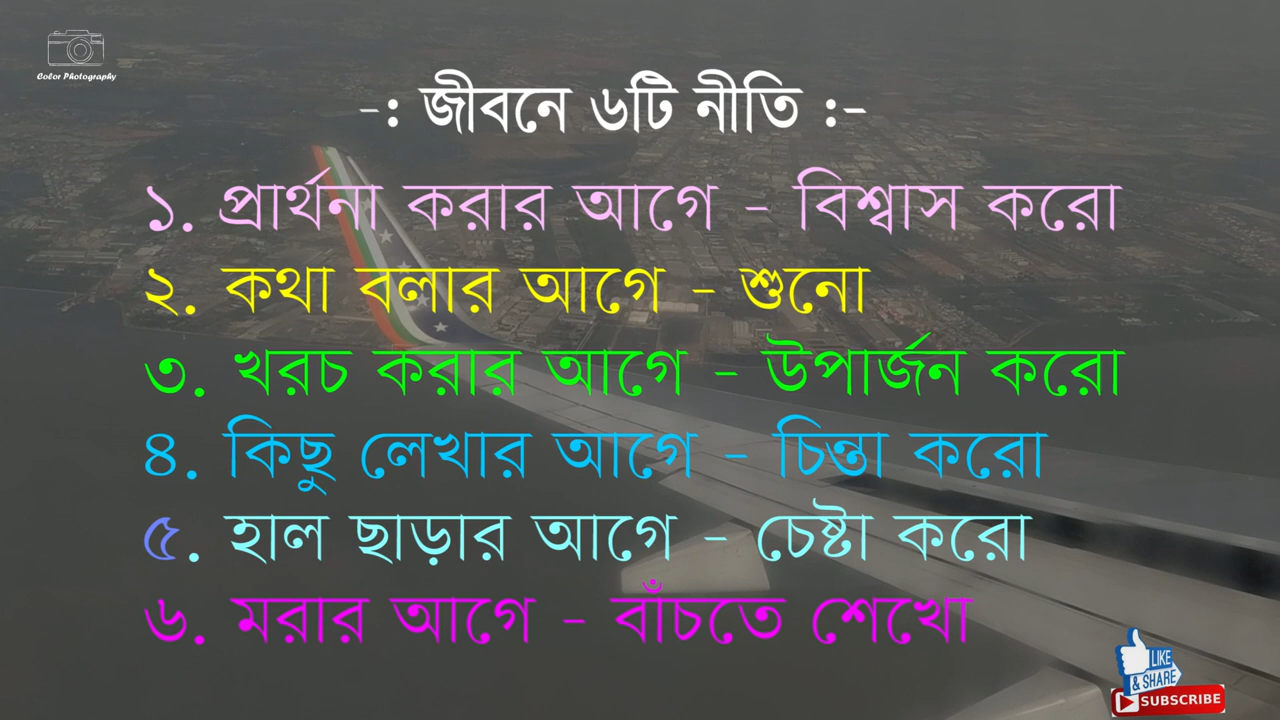 Color Photography
-: জীবনে ৬টি নীতি :-
১. প্রার্থনা করার আগে - বিশ্বাস করো
২. কথা বলার আগে - শুনো
৩. খরচ করার আগে - উপার্জন করো
৪. কিছু লেখার আগে - চিন্তা করো
৫. হাল ছাড়ার আগে - চেষ্টা করো
৬. মরার আগে - বাঁচতে শেখো
LIKE
& SHARE
SUBSCRIBE